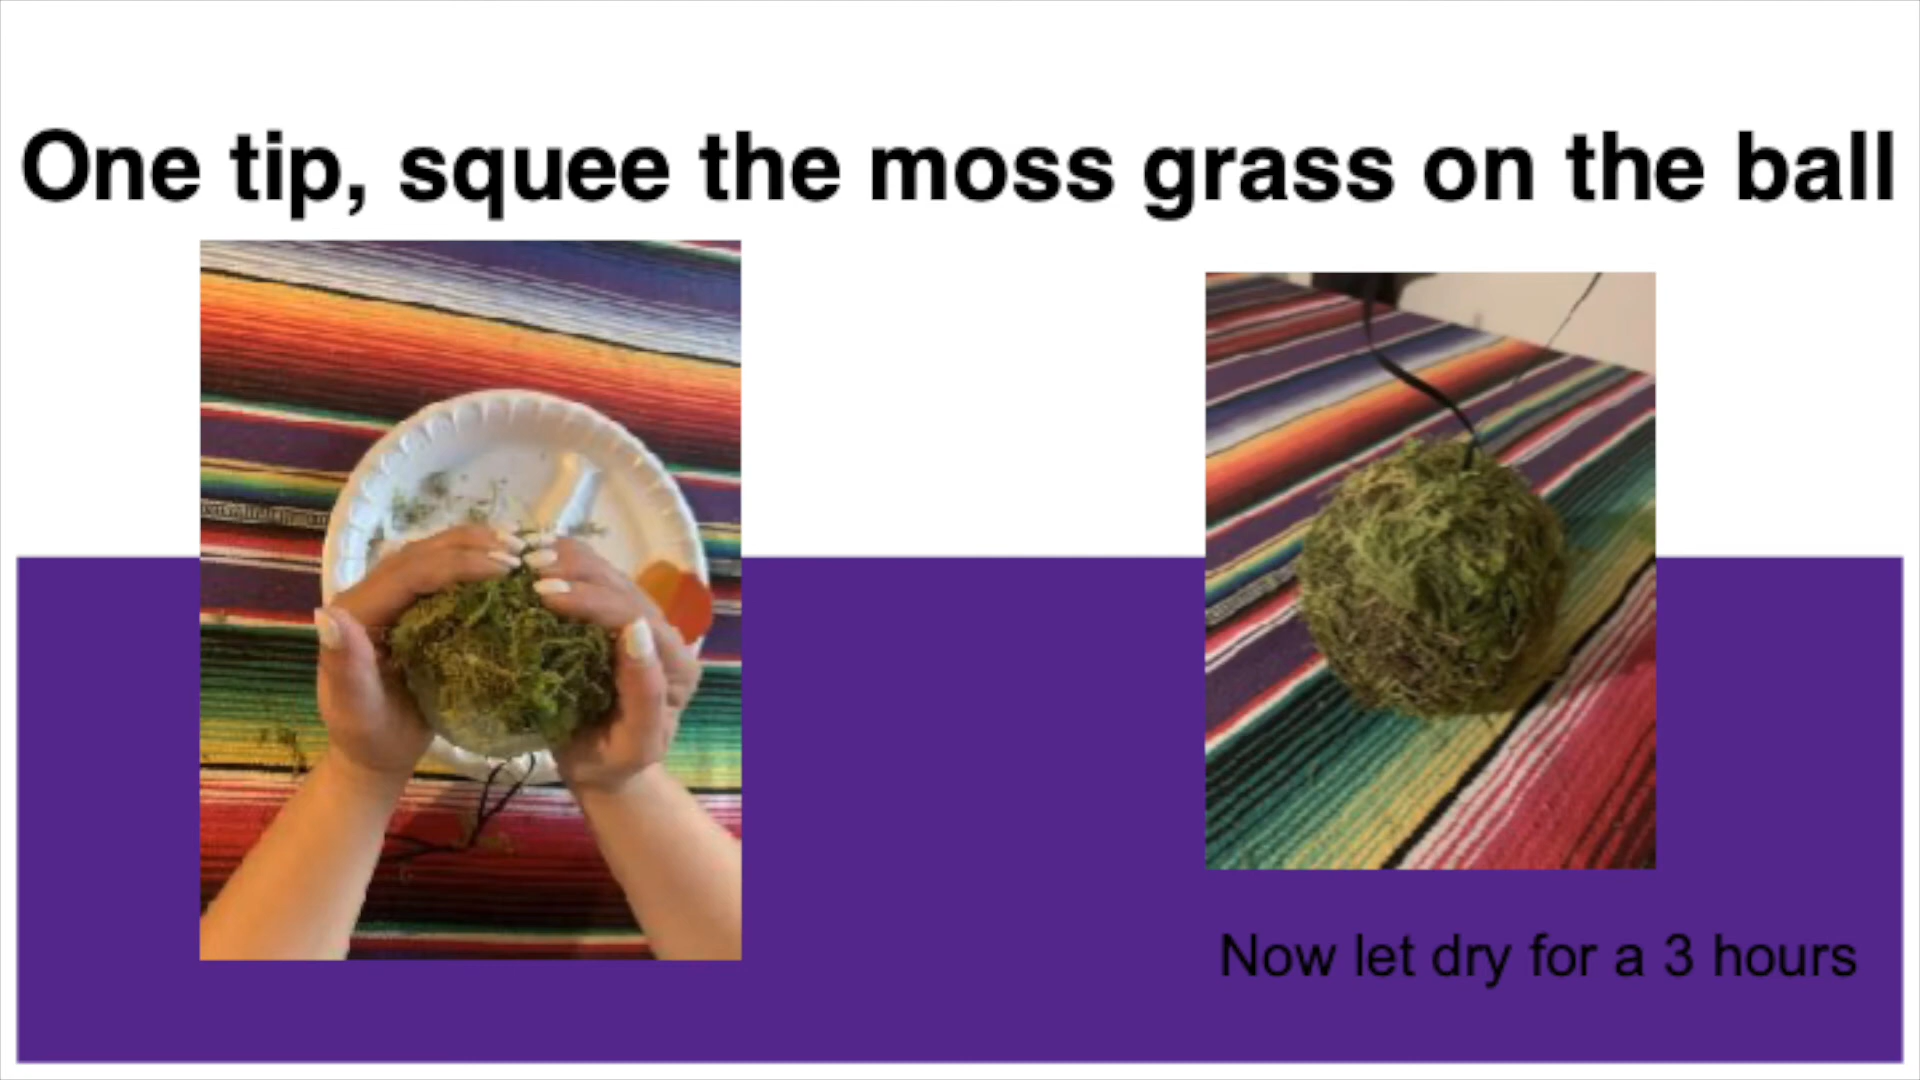 One tip, squee the moss grass on the ball
Now let dry for a 3 hours